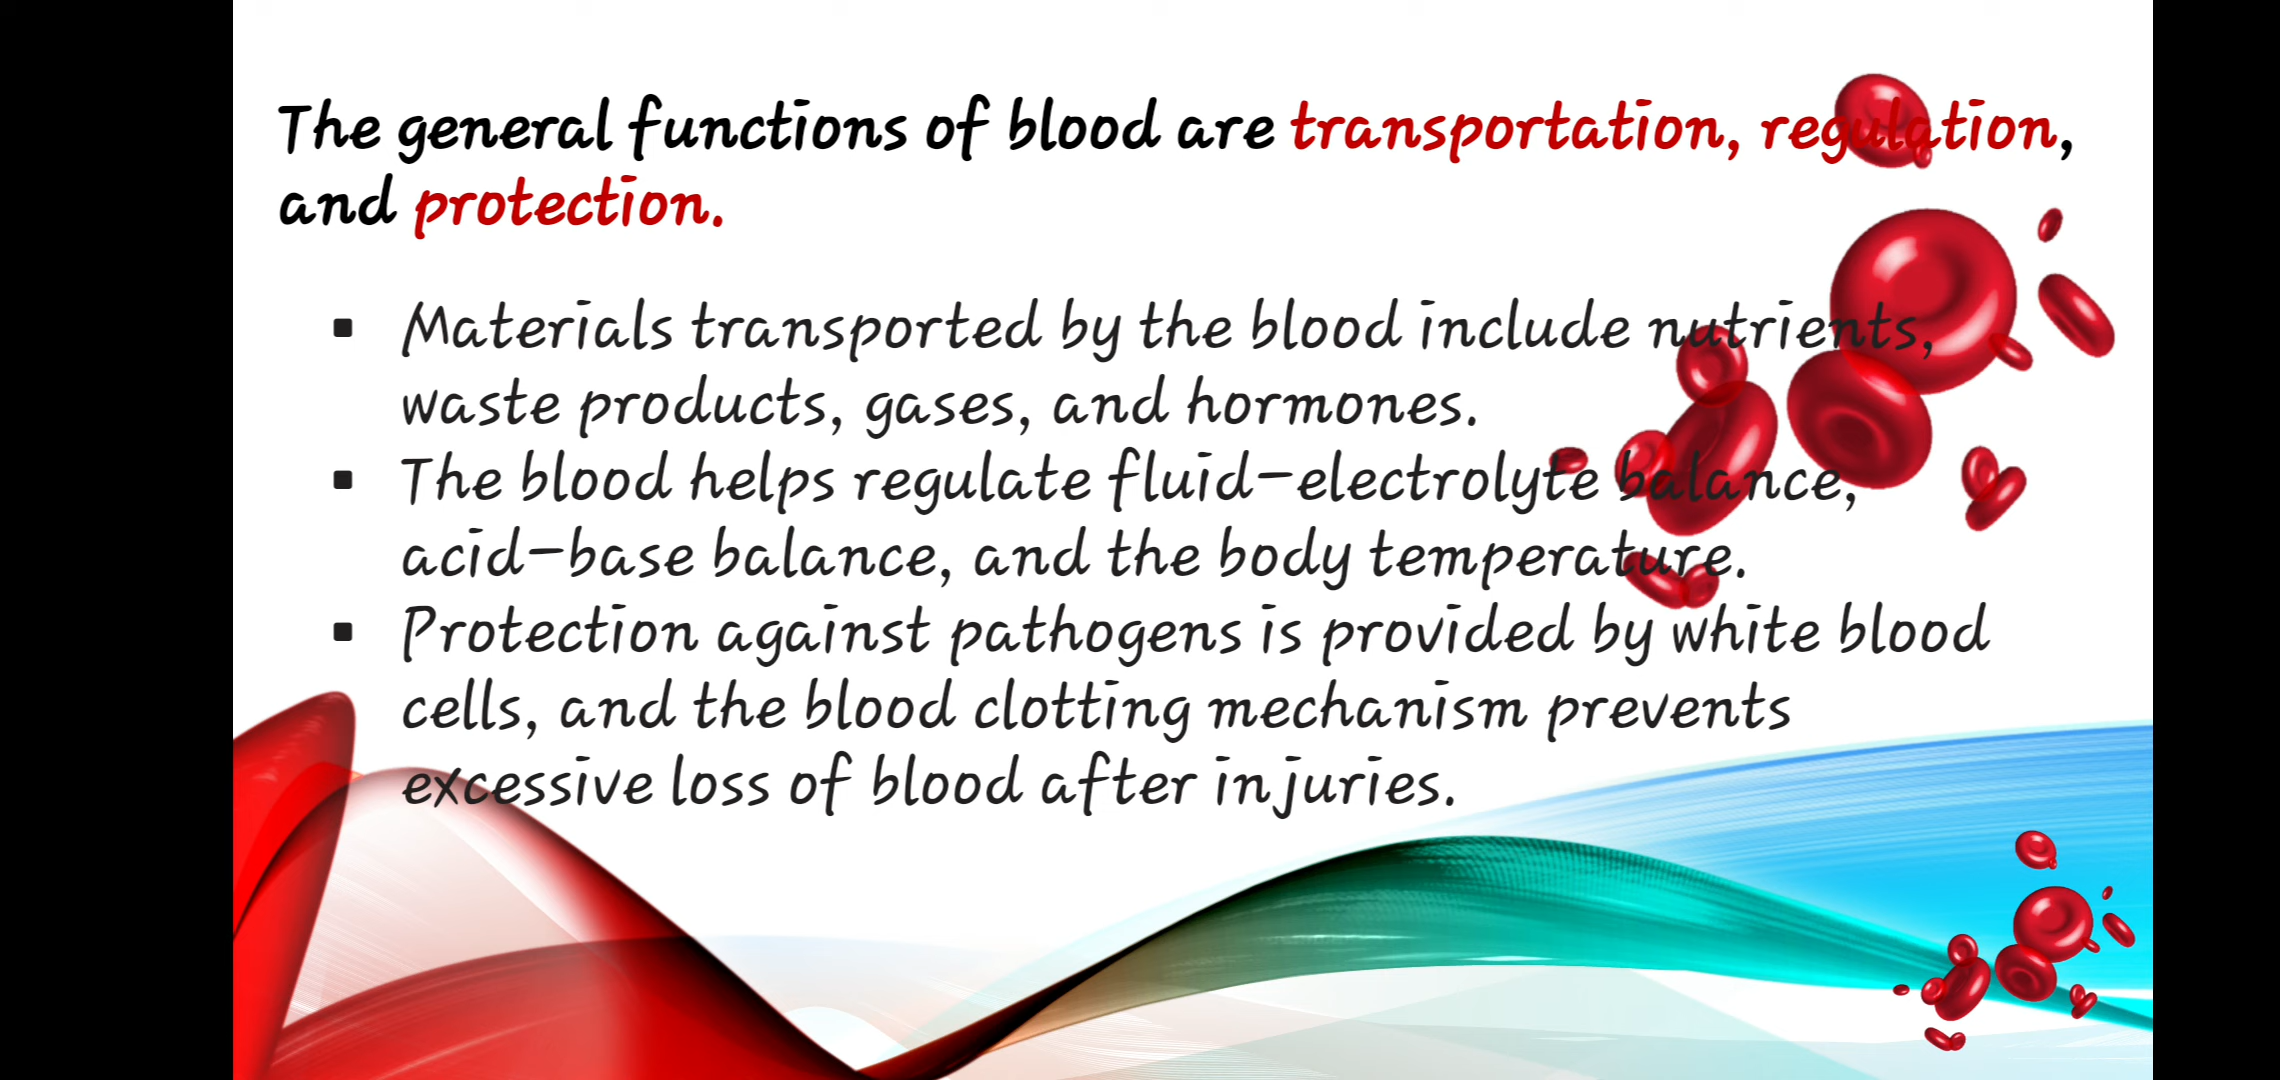 The general functions of blood are transportation, regulation,
and protection.
▪ Materials transported by the blood include nutrients,
waste products, gases, and hormones.
▪ The blood helps regulate fluid–electrolyte balance,
acid–base balance, and the body temperature.
▪ Protection against pathogens is provided by white blood
cells, and the blood clotting mechanism prevents
excessive loss of blood after injuries.